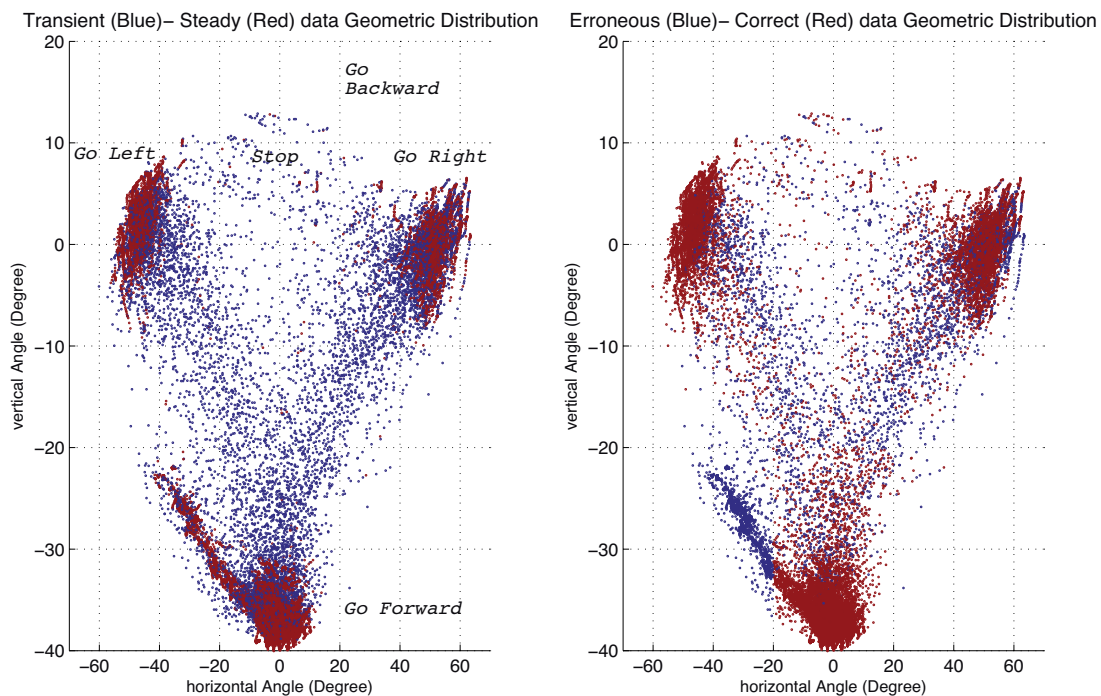 Transient (Blue)− Steady (Red) data Geometric Distribution
20
10
0
−10
−20
−30
−40
vertical Angle (Degree)
Go
Backward
Go Left
Stop
Go Right
Go Forward
−60 −40 −20 0 20 40 60
horizontal Angle (Degree)
Erroneous (Blue)− Correct (Red) data Geometric Distribution
20
10
0
−10
−20
−30
−40
vertical Angle (Degree)
−60 −40 −20 0 20 40 60
horizontal Angle (Degree)